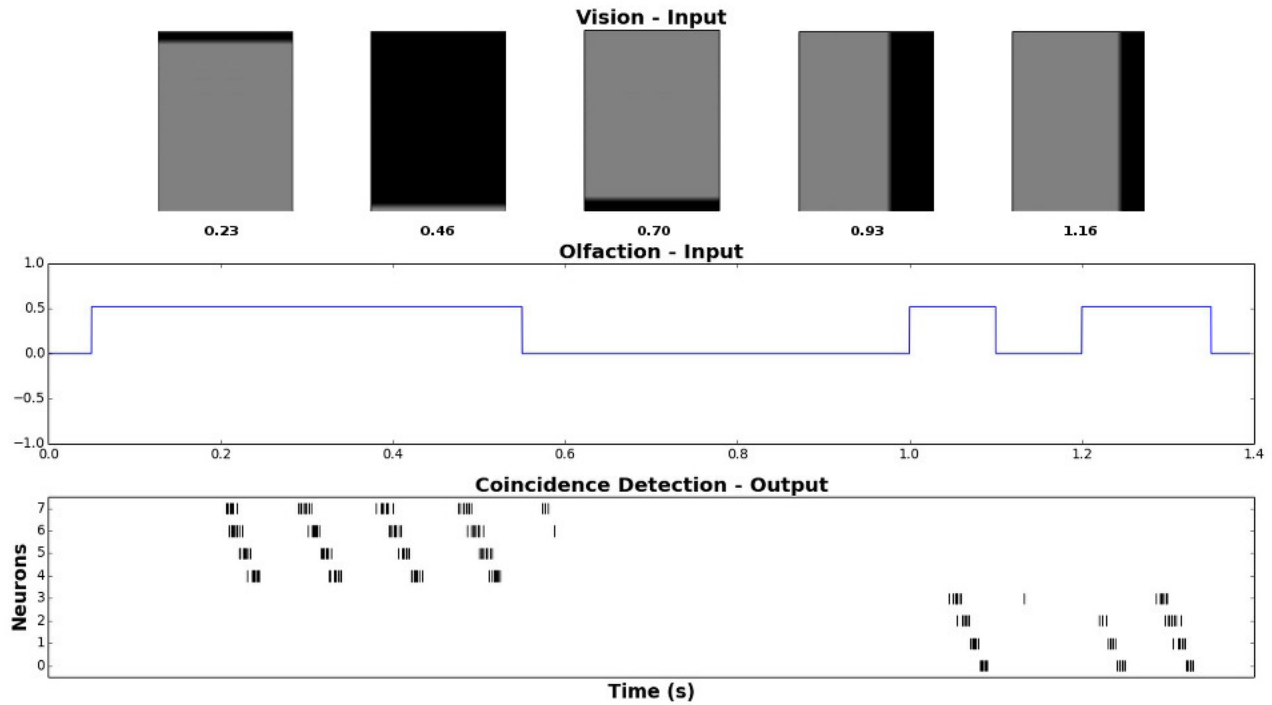 Vision - Input
0.23 0.46 0.70 0.93 1.16
Olfaction - Input
1.0
0.5
0.0
−0.5
−1.0
0.0 0.2 0.4 0.6 0.8 1.0 1.2 1.4
Coincidence Detection - Output
Neurons
7
6
5
4
3
2
1
0
Time (s)